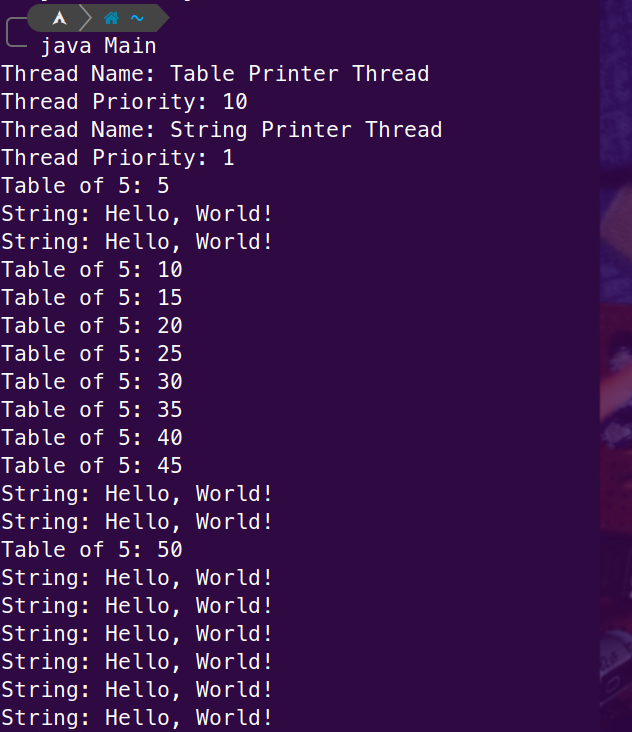 ~
java Main
Thread Name: Table Printer Thread
Thread Priority: 10
Thread Name: String Printer Thread
Thread Priority: 1
Table of 5: 5
String: Hello, World!
String: Hello, World!
Table of 5: 10
Table of 5: 15
Table of 5: 20
Table of 5: 25
Table of 5: 30
Table of 5: 35
Table of 5: 40
Table of 5: 45
String: Hello, World!
String: Hello, World!
Table of 5: 50
String: Hello, World!
String: Hello, World!
String: Hello, World!
String: Hello, World!
String: Hello, World!
String: Hello, World!